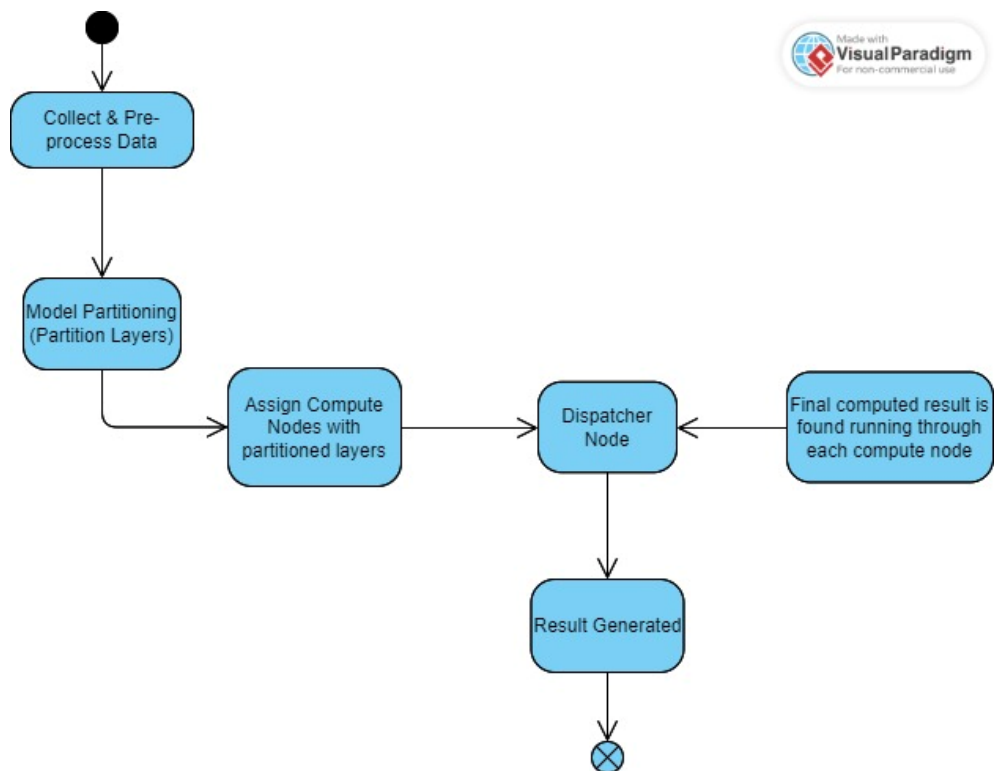 Made with
Visual Paradigm
For non-commercial use
Collect & Pre-
process Data
Model Partitioning
(Partition Layers)
Assign Compute
Nodes with
partitioned layers
Dispatcher
Node
Final computed result is
found running through
each compute node
Result Generated